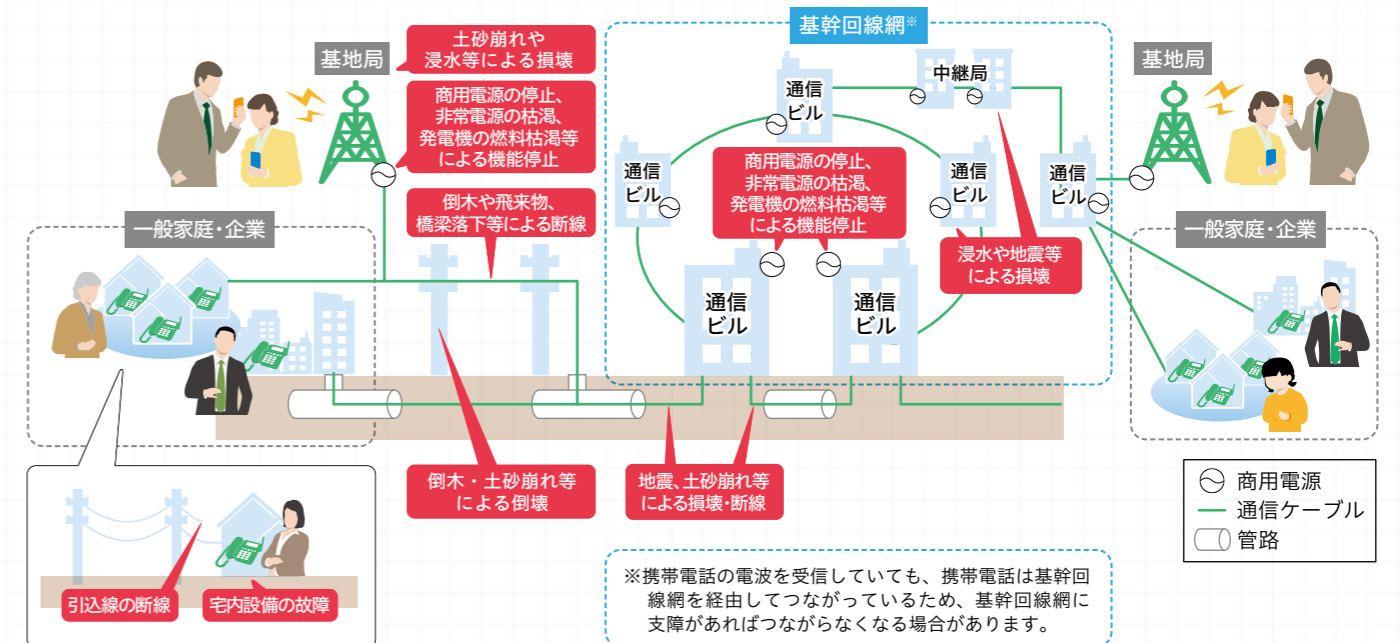 基幹回線網※
基地局
土砂崩れや
浸水等による損壊
商用電源の停止、
非常電源の枯渇、
発電機の燃料枯渇等
による機能停止
倒木や飛来物、
橋梁落下等による断線
一般家庭・企業
通信
ビル
中継局
通信
ビル
商用電源の停止、
非常電源の枯渇、
発電機の燃料枯渇等
による機能停止
通信
ビル
通信
ビル
基地局
浸水や地震等
による損壊
一般家庭・企業
通信
ビル
通信
ビル
倒木・土砂崩れ等
による倒壊
地震、土砂崩れ等
による損壊・断線
引込線の断線
宅内設備の故障
商用電源
通信ケーブル
管路
※携帯電話の電波を受信していても、携帯電話は基幹回
線網を経由してつながっているため、基幹回線網に
支障があればつながらなくなる場合があります。